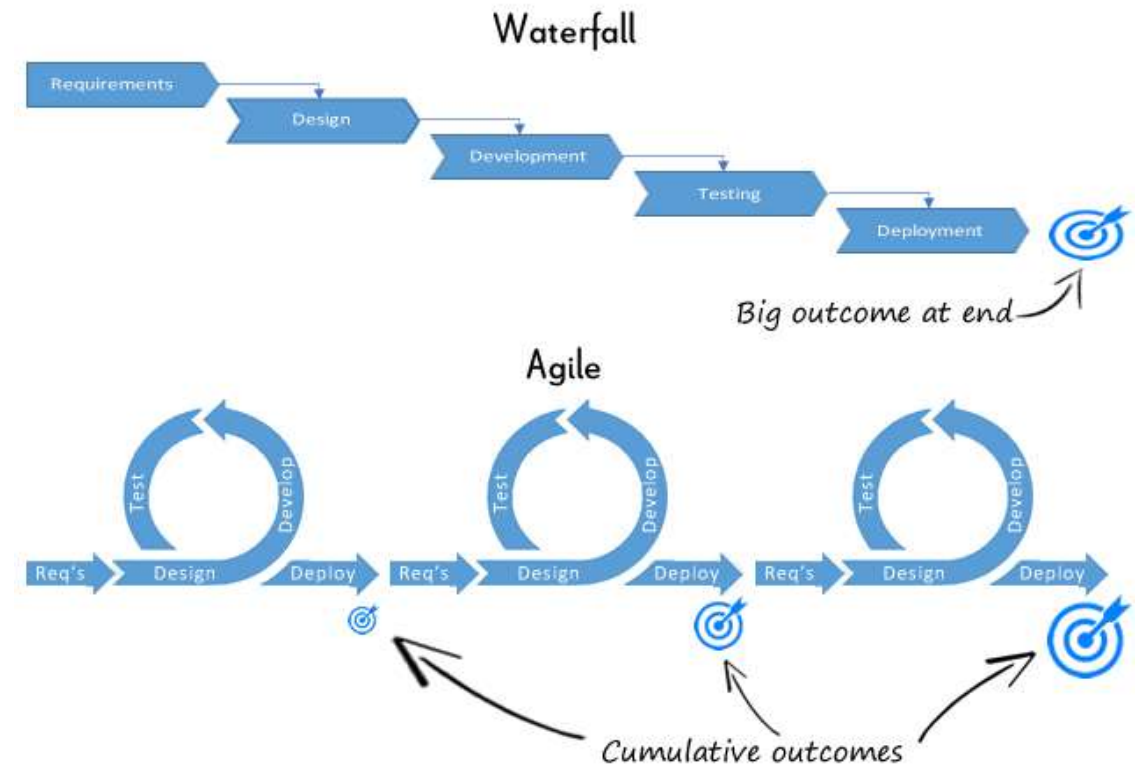 Waterfall
Requirements
Design
Development
Testing
Deployment
Big outcome at end
Agile
Test
Develop
Req's
Design
Deploy
Test
Develop
Req's
Design
Deploy
Test
Develop
Req's
Design
Deploy
Cumulative outcomes